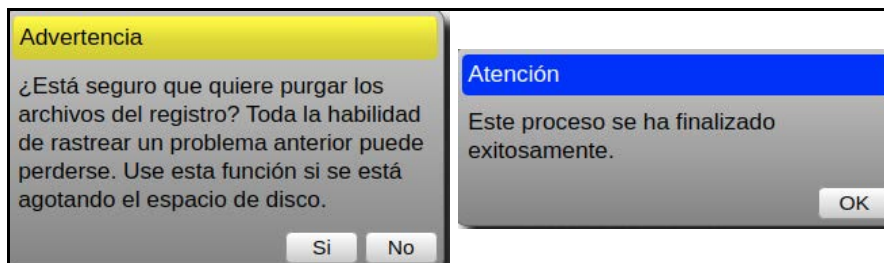 Advertencia
¿Está seguro que quiere purgar los
archivos del registro? Toda la habilidad
de rastrear un problema anterior puede
perderse. Use esta función si se está
agotando el espacio de disco.
Si No
Atención
Este proceso se ha finalizado
exitosamente.
OK